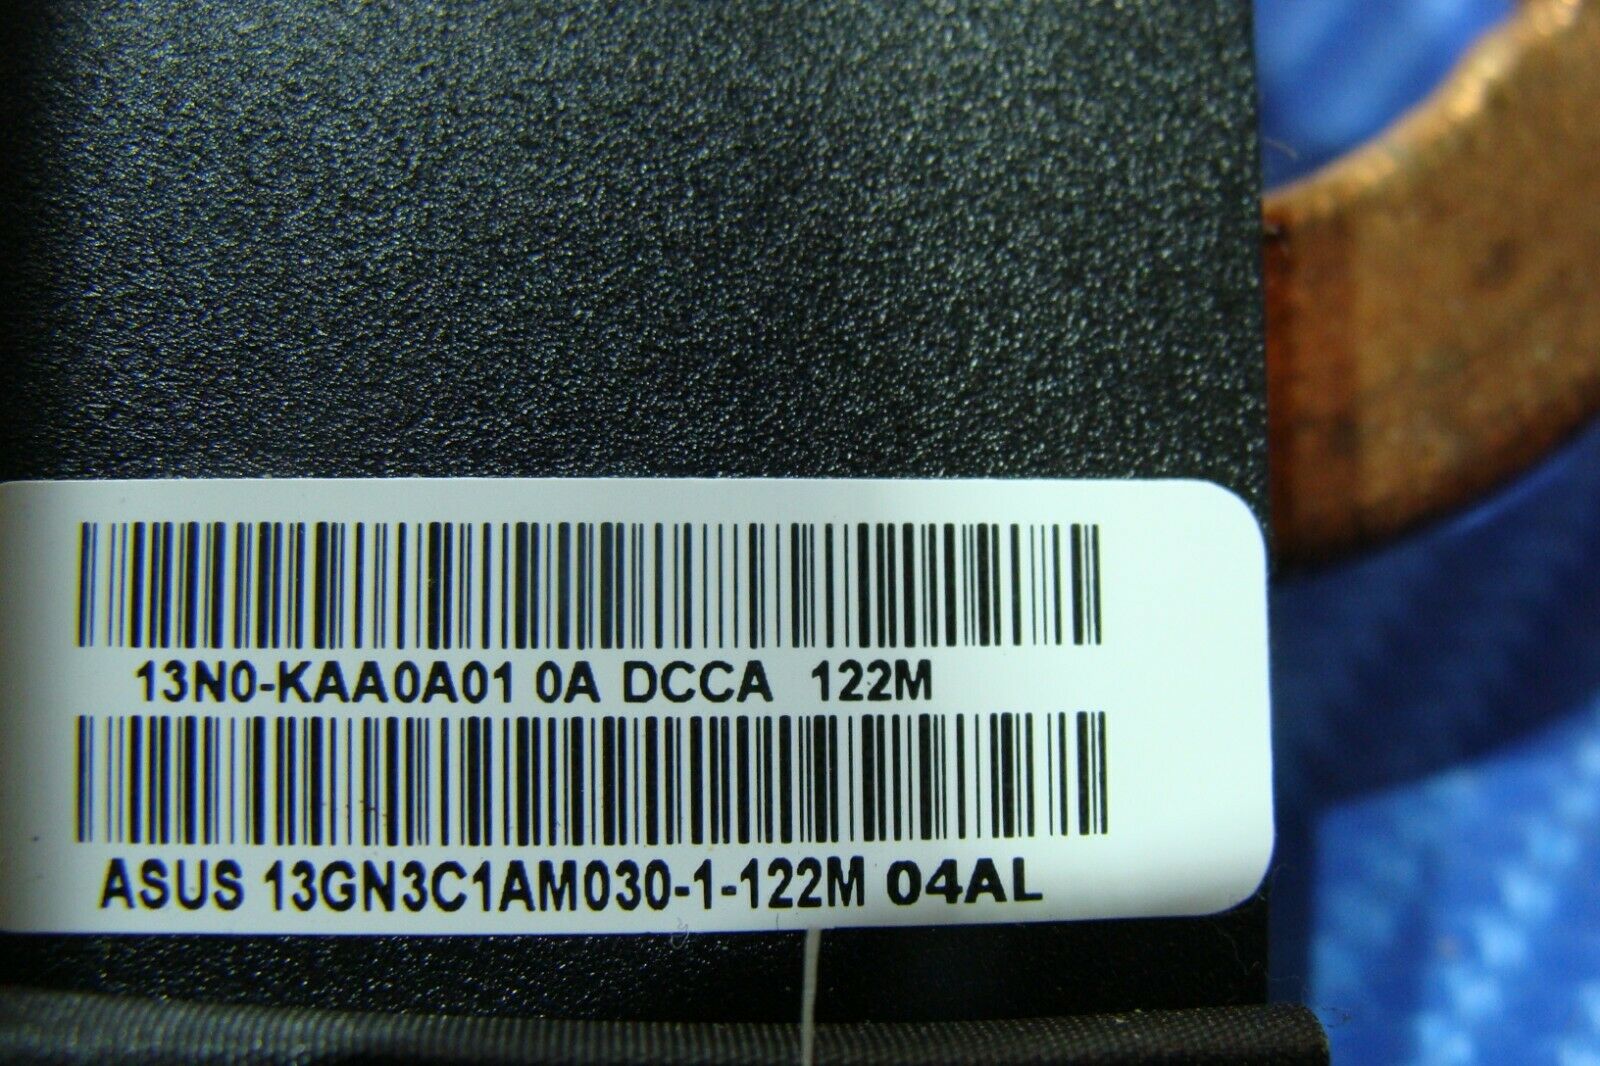 13N0-KAA0A01 0A DCCA 122M
ASUS 13GN3C1AM030-1-122M 04AL